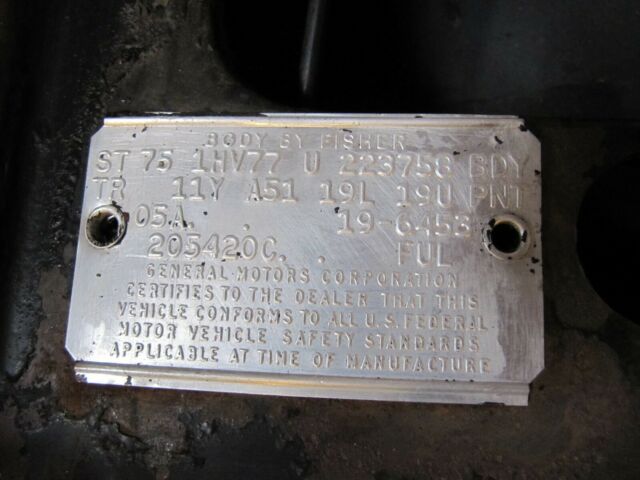 BODY BY FISHER
ST 75 1HV77 U 223756 BDY
TR 11Y A51 19L 19U PNT
05A. . 19-6453
205420C. . FUL
GENERAL MOTORS CORPORATION
CERTIFIES TO THE DEALER THAT THIS
VEHICLE CONFORMS TO ALL U.S. FEDERAL
MOTOR VEHICLE SAFETY STANDARDS
APPLICABLE AT TIME OF MANUFACTURE